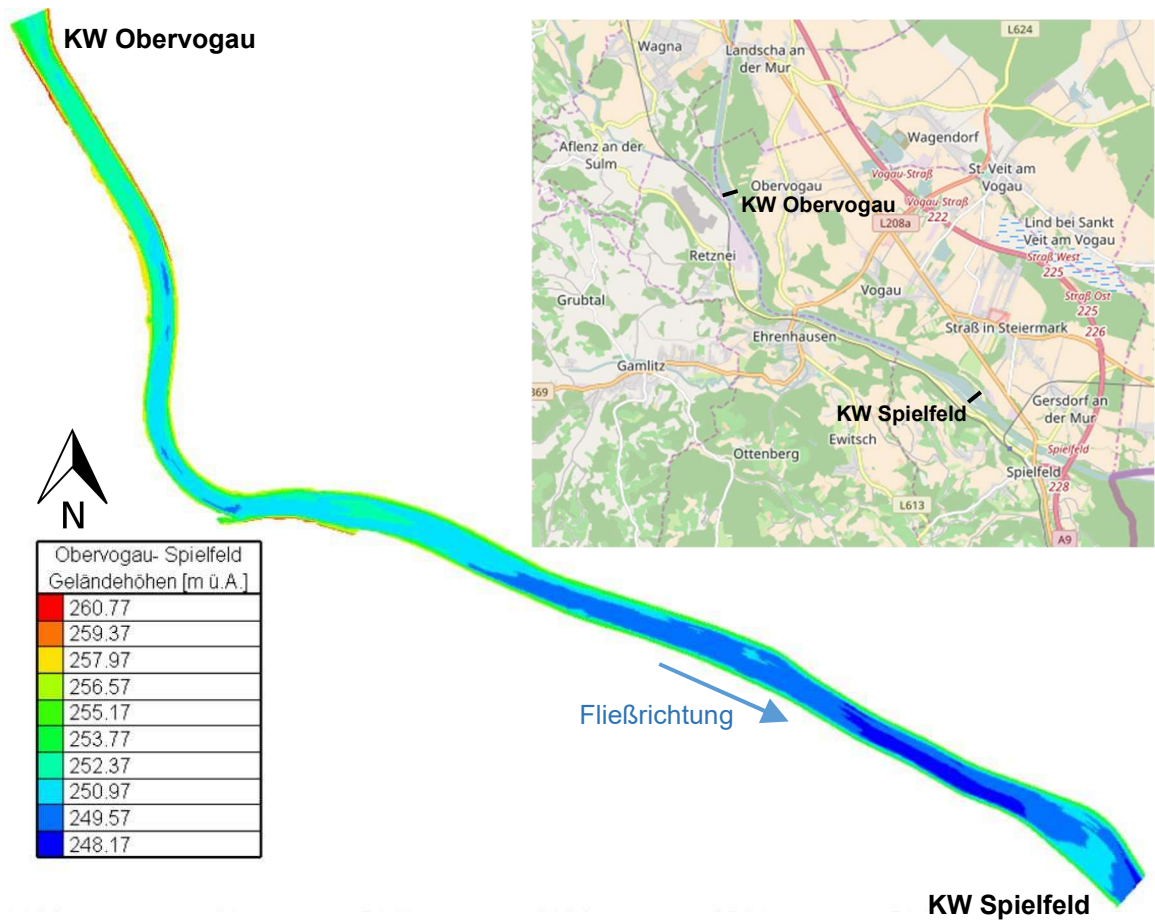 KW Obervogau
L624
Wagna
Landscha an
der Mur
Wagendorf
Aflenz an der
Sulm
St. Veit am
Vogau
Vogau-Straß
Obervogau
KW Obervogau
Vogau Straß
222
L208a
Lind bei Sankt
Veit am Vogau
Straß West
225
Retznei
Vogau
Straß Ost
225
226
Grubtal
Straß in Steiermark
Ehrenhausen
Gamlitz
B69
KW Spielfeld
Gersdorf an
der Mur
Ewitsch
Ottenberg
Spielfeld
Spielfeld
228
L613
A9
N
Obervogau- Spielfeld
Geländehöhen [m ü.A.]
260.77
259.37
257.97
256.57
255.17
253.77
252.37
250.97
249.57
248.17
Fließrichtung
KW Spielfeld